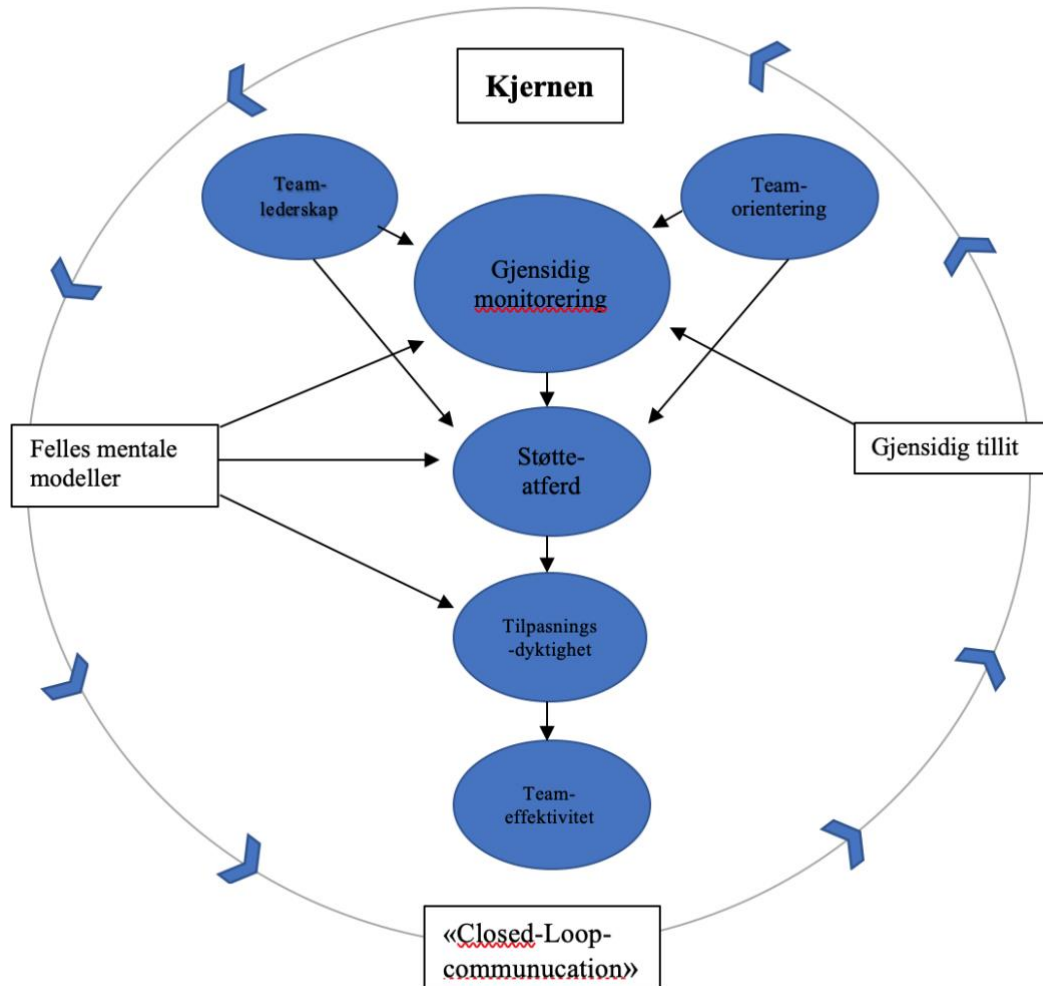 Kjernen
Team-
lederskap
Team-
orientering
Gjensidig
monitorering
Felles mentale
modeller
Støtte-
atferd
Gjensidig tillit
Tilpasnings
-dyktighet
Team-
effektivitet
«Closed-Loop-
communucation»